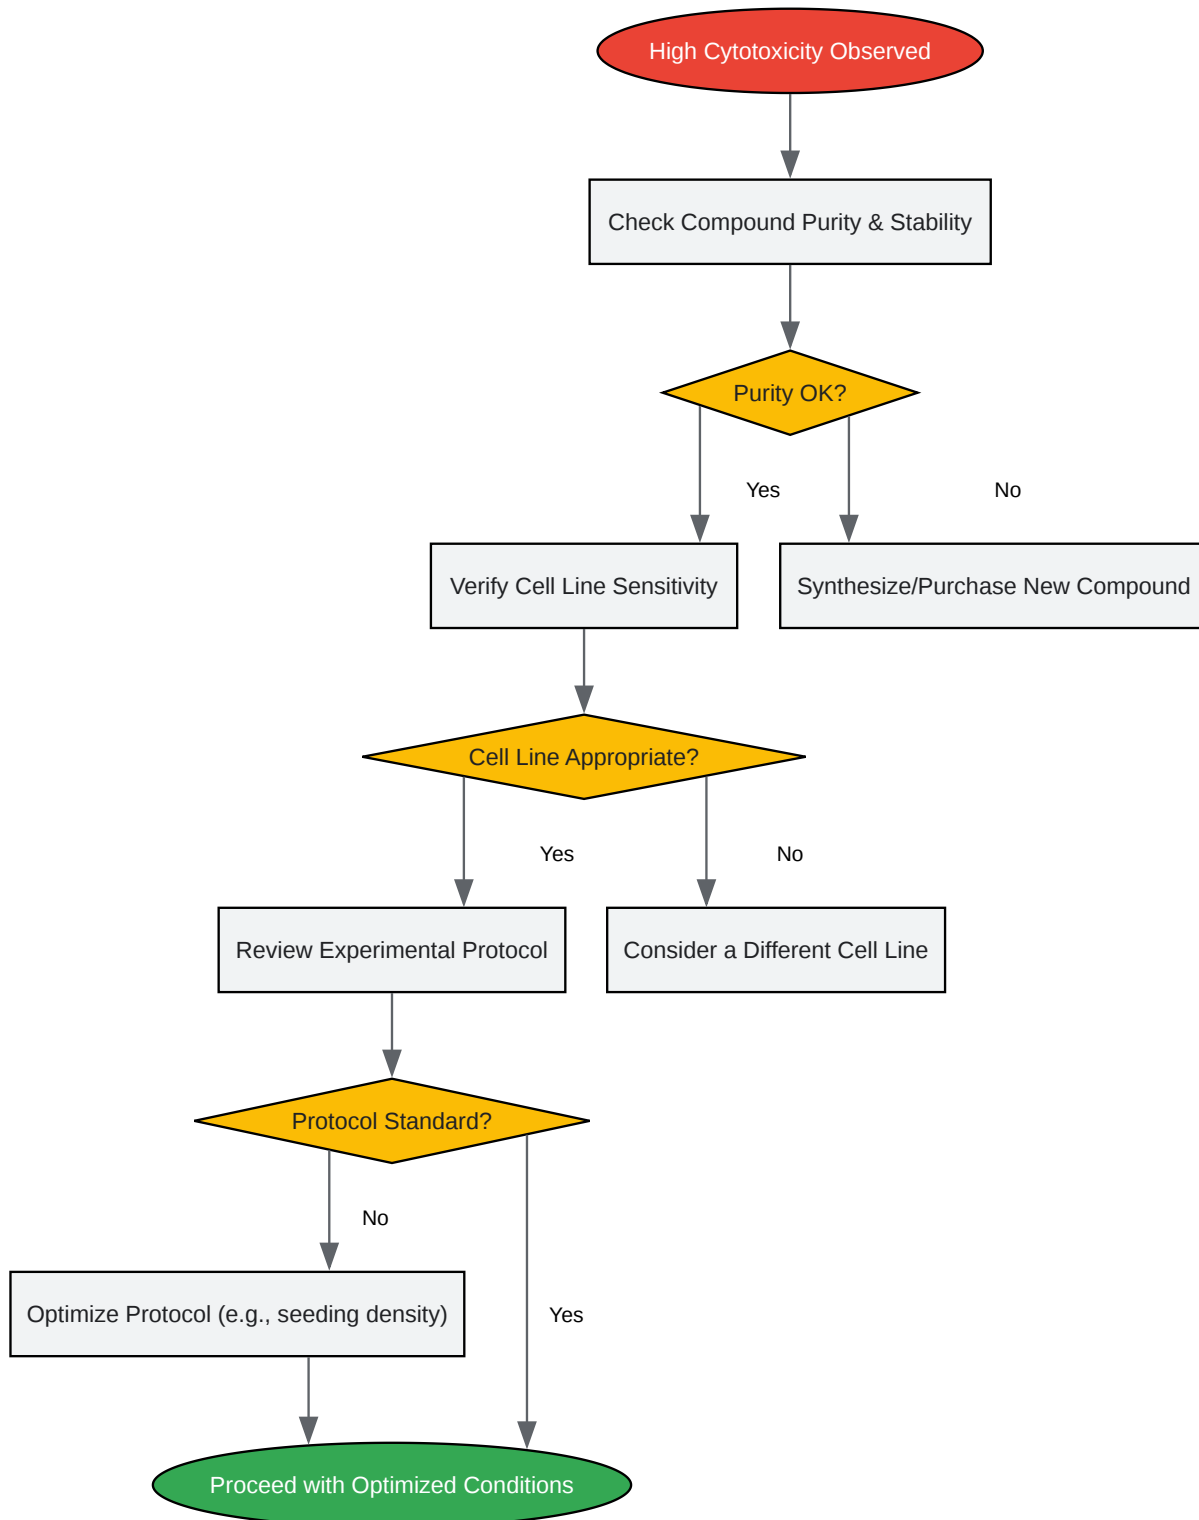 High Cytotoxicity Observed
Check Compound Purity & Stability
Purity OK?
Yes
No
Verify Cell Line Sensitivity
Synthesize/Purchase New Compound
Cell Line Appropriate?
Yes
No
Review Experimental Protocol
Consider a Different Cell Line
Protocol Standard?
No
Optimize Protocol (e.g., seeding density)
Yes
Proceed with Optimized Conditions